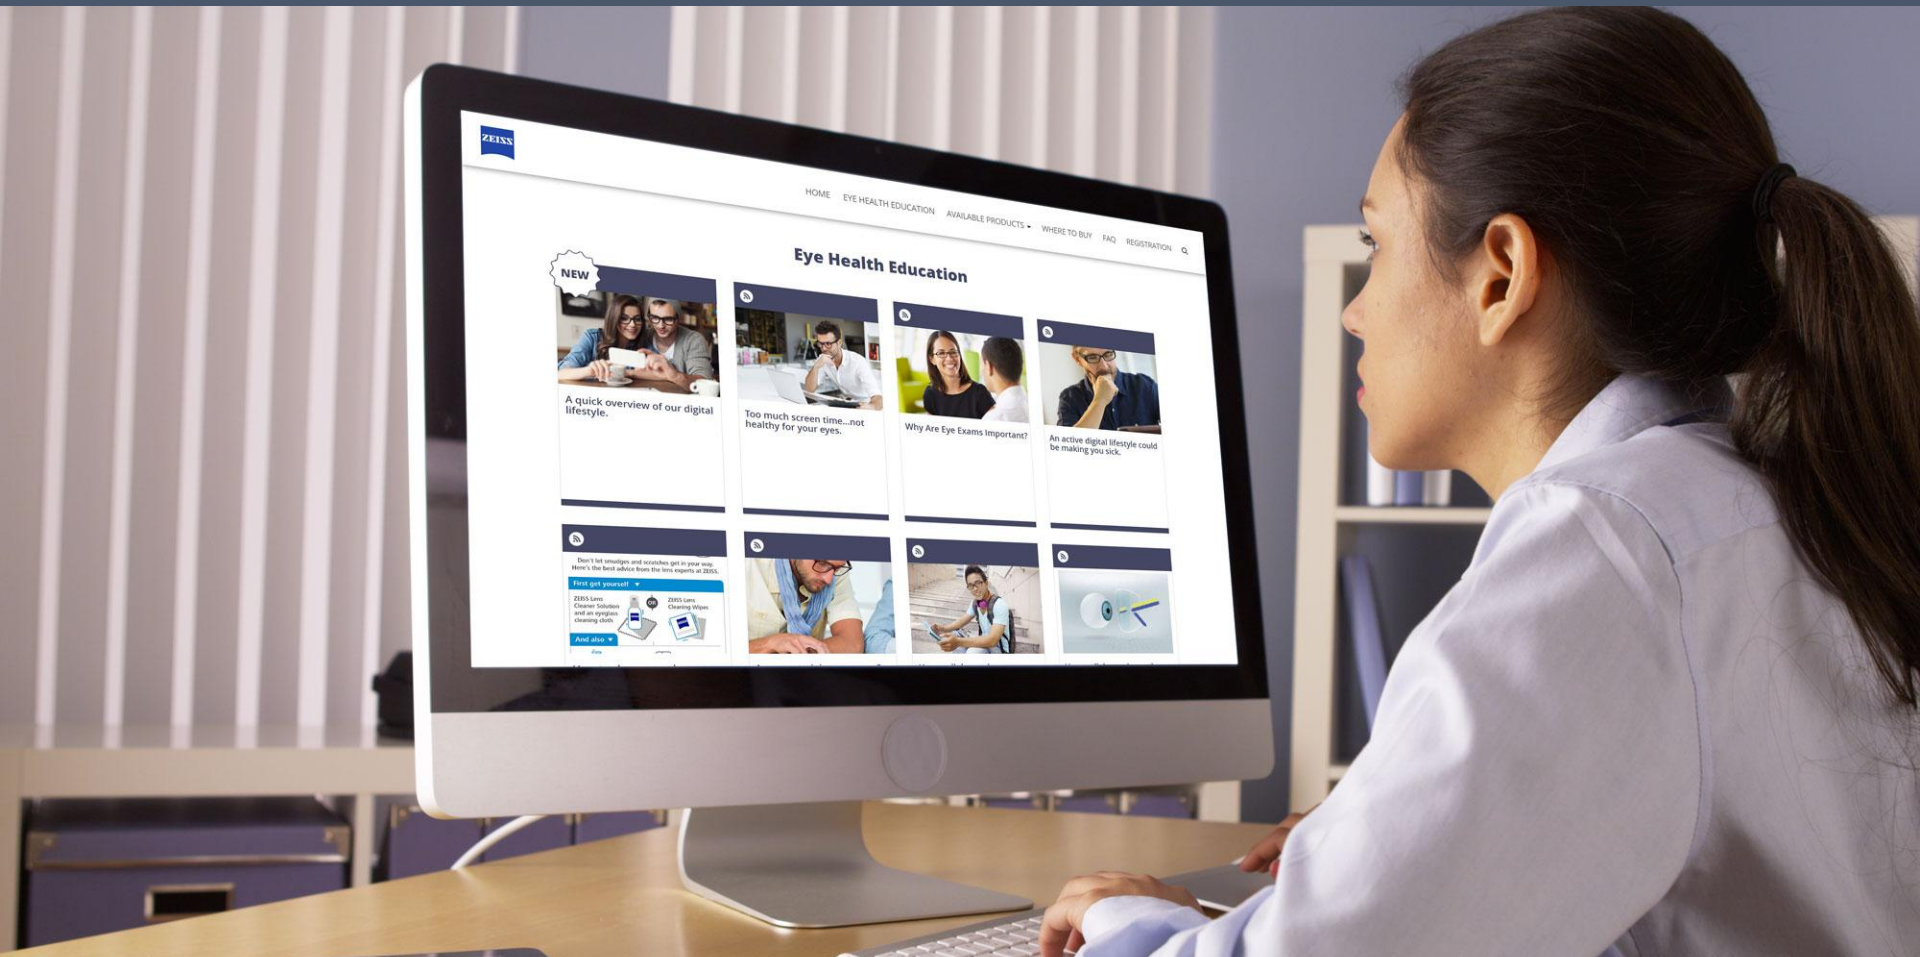 ZEISS
HOME EYE HEALTH EDUCATION AVAILABLE PRODUCTS WHERE TO BUY FAQ REGISTRATION
Eye Health Education
NEW
A quick overview of our digital
lifestyle.
Too much screen time...not
healthy for your eyes.
Why Are Eye Exams Important?
An active digital lifestyle could
be making you sick.
Don't let smudges and scratches get in your way.
Here's the best advice from the lens experts at ZEISS.
First get yourself
ZEISS Lens
Cleaner Solution
and an eyeglass
cleaning cloth
OR
ZEISS Lens
Cleaning Wipes
And also